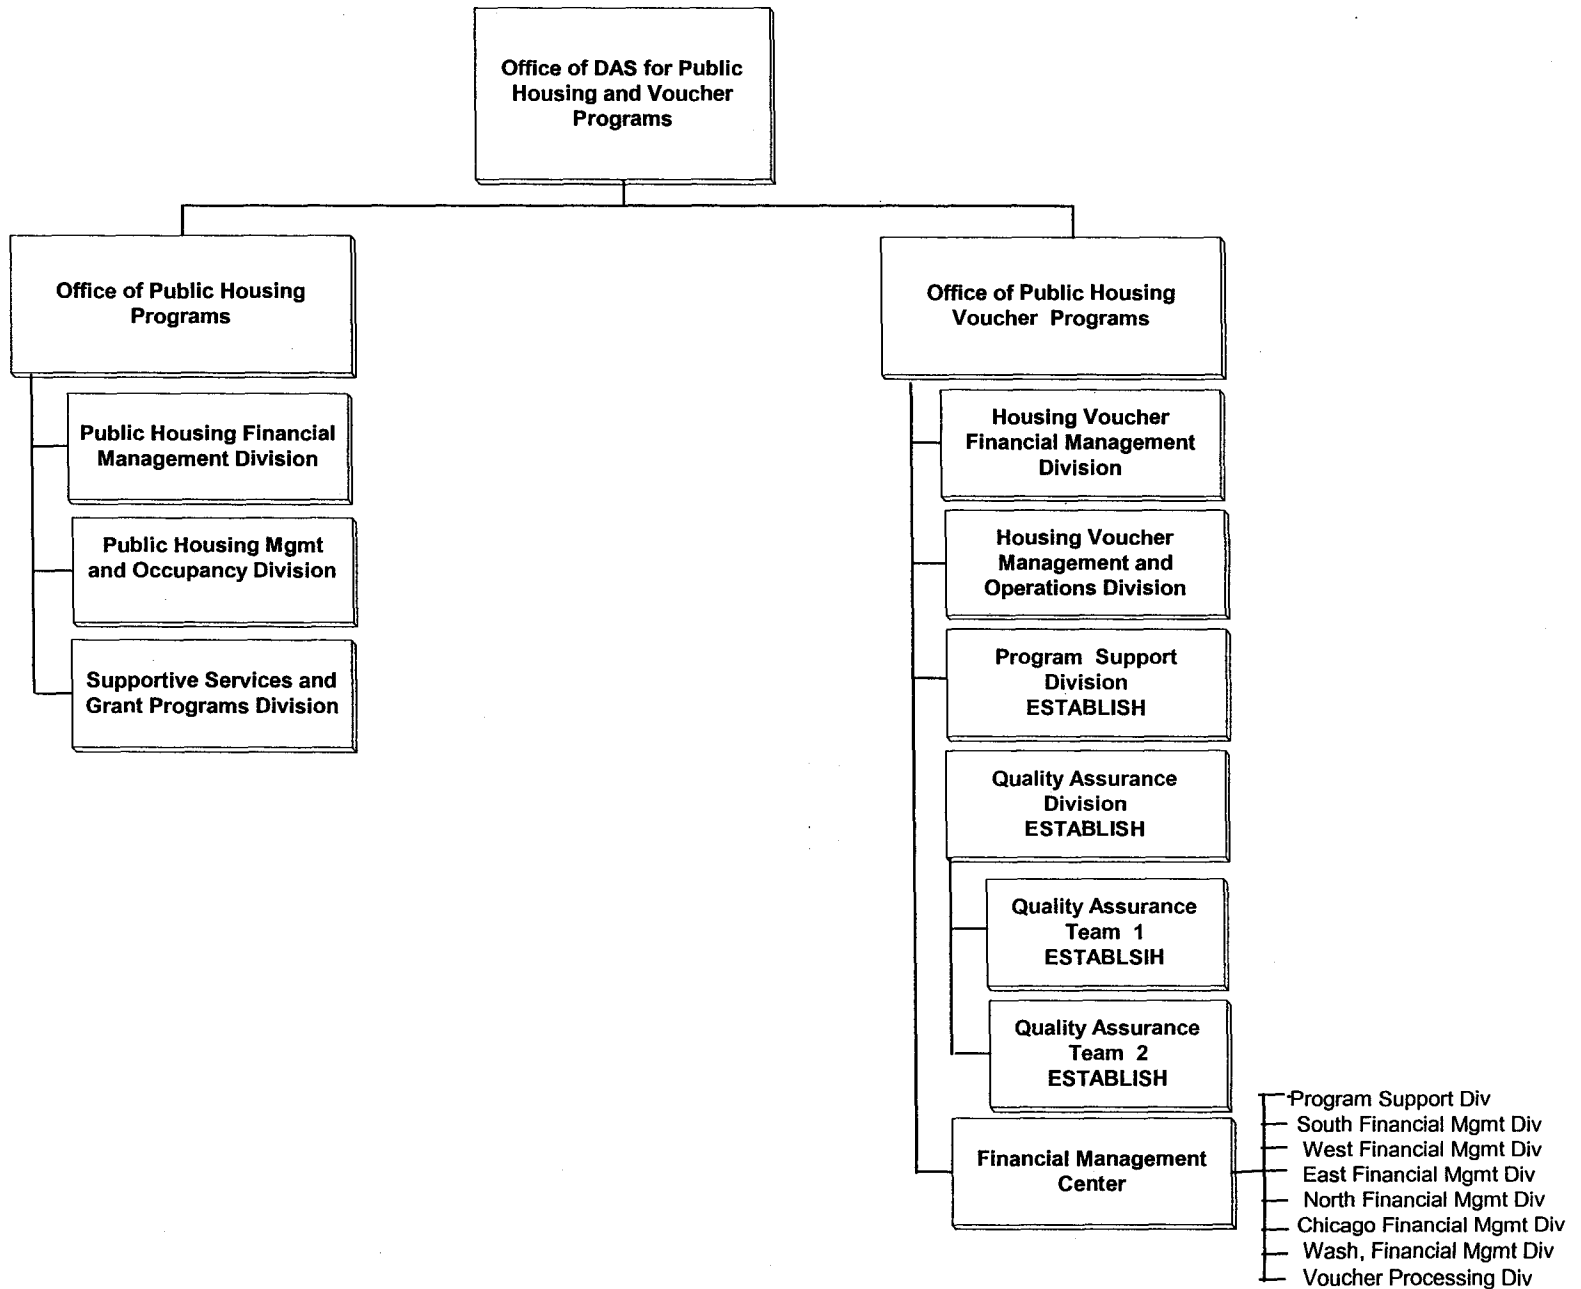 Office of DAS for Public
Housing and Voucher
Programs
Office of Public Housing
Programs
Public Housing Financial
Management Division
Public Housing Mgmt
and Occupancy Division
Supportive Services and
Grant Programs Division
Office of Public Housing
Voucher Programs
Housing Voucher
Financial Management
Division
Housing Voucher
Management and
Operations Division
Program Support
Division
ESTABLISH
Quality Assurance
Division
ESTABLISH
Quality Assurance
Team 1
ESTABLSIH
Quality Assurance
Team 2
ESTABLISH
Financial Management
Center
Program Support Div
South Financial Mgmt Div
West Financial Mgmt Div
East Financial Mgmt Div
North Financial Mgmt Div
Chicago Financial Mgmt Div
Wash, Financial Mgmt Div
Voucher Processing Div